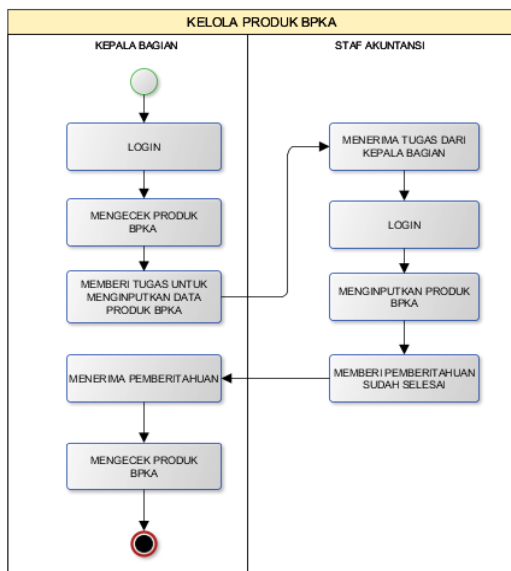 KELOLA PRODUK BPKA
KEPALA BAGIAN
STAF AKUNTANSI
LOGIN
MENGECEK PRODUK
BPKA
MEMBERI TUGAS UNTUK
MENGINPUTKAN DATA
PRODUK BPKA
MENERIMA TUGAS DARI
KEPALA BAGIAN
LOGIN
MENGINPUTKAN PRODUK
BPKA
MEMBERI PEMBERITAHUAN
SUDAH SELESAI
MENERIMA PEMBERITAHUAN
MENGECEK PRODUK
BPKA